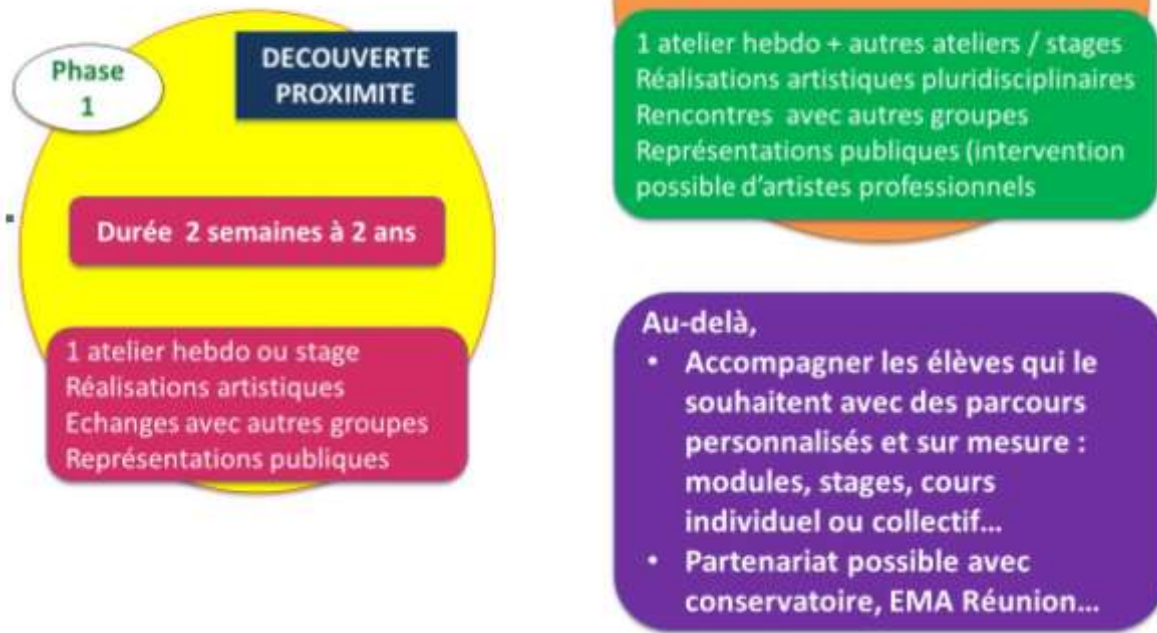 Phase
1
DECOUVERTE
PROXIMITE
Durée 2 semaines à 2 ans
1 atelier hebdo ou stage
Réalisations artistiques
Echanges avec autres groupes
Représentations publiques
1 atelier hebdo + autres ateliers / stages
Réalisations artistiques pluridisciplinaires
Rencontres avec autres groupes
Représentations publiques (intervention
possible d'artistes professionnels
Au-delà,
• Accompagner les élèves qui le
souhaitent avec des parcours
personnalisés et sur mesure :
modules, stages, cours
individuel ou collectif…
• Partenariat possible avec
conservatoire, EMA Réunion…